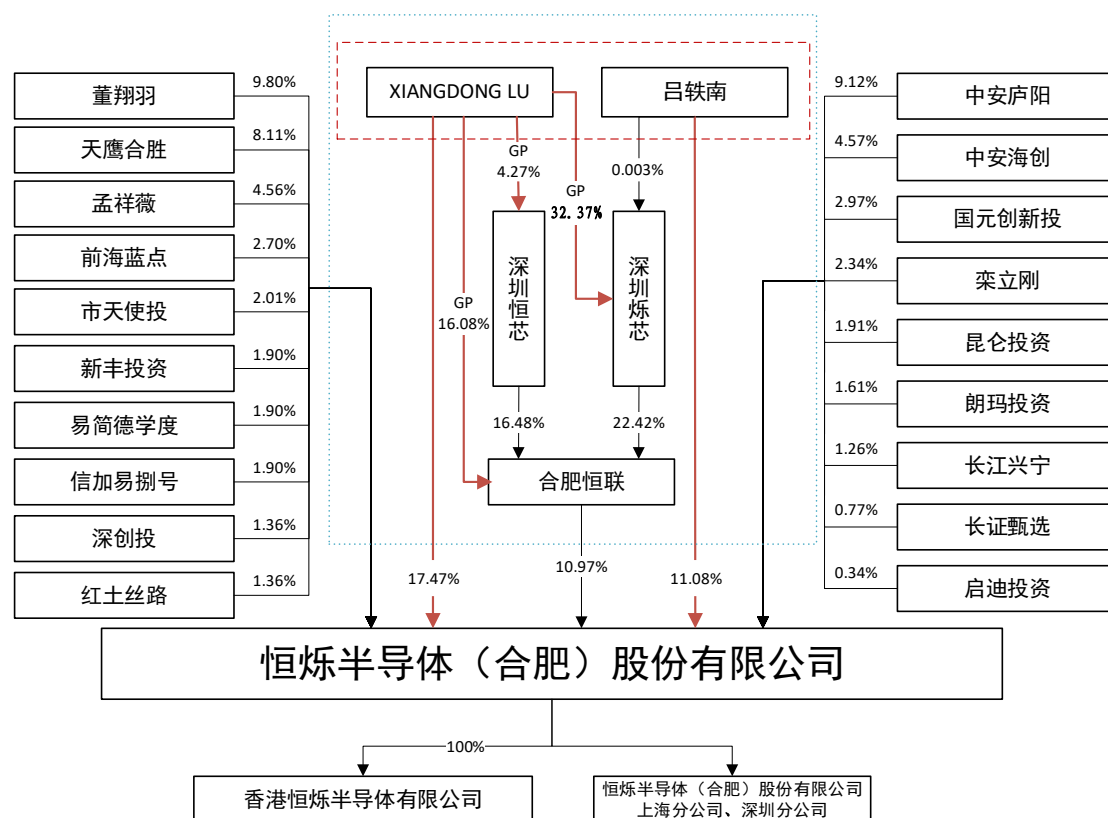 XIANGDONG LU
吕轶南
董翔羽
9.80%
天鹰合胜
8.11%
孟祥薇
4.56%
前海蓝点
2.70%
市天使投
2.01%
新丰投资
1.90%
易简德学度
1.90%
信加易捌号
1.90%
深创投
1.36%
红土丝路
1.36%
GP
4.27%
GP
32.37%
0.003%
GP
16.08%
深圳恒芯
深圳烁芯
16.48%
22.42%
合肥恒联
17.47%
10.97%
11.08%
9.12%
中安庐阳
4.57%
中安海创
2.97%
国元创新投
2.34%
栾立刚
1.91%
昆仑投资
1.61%
朗玛投资
1.26%
长江兴宁
0.77%
长证甄选
0.34%
启迪投资
恒烁半导体（合肥）股份有限公司
100%
香港恒烁半导体有限公司
恒烁半导体（合肥）股份有限公司
上海分公司、深圳分公司